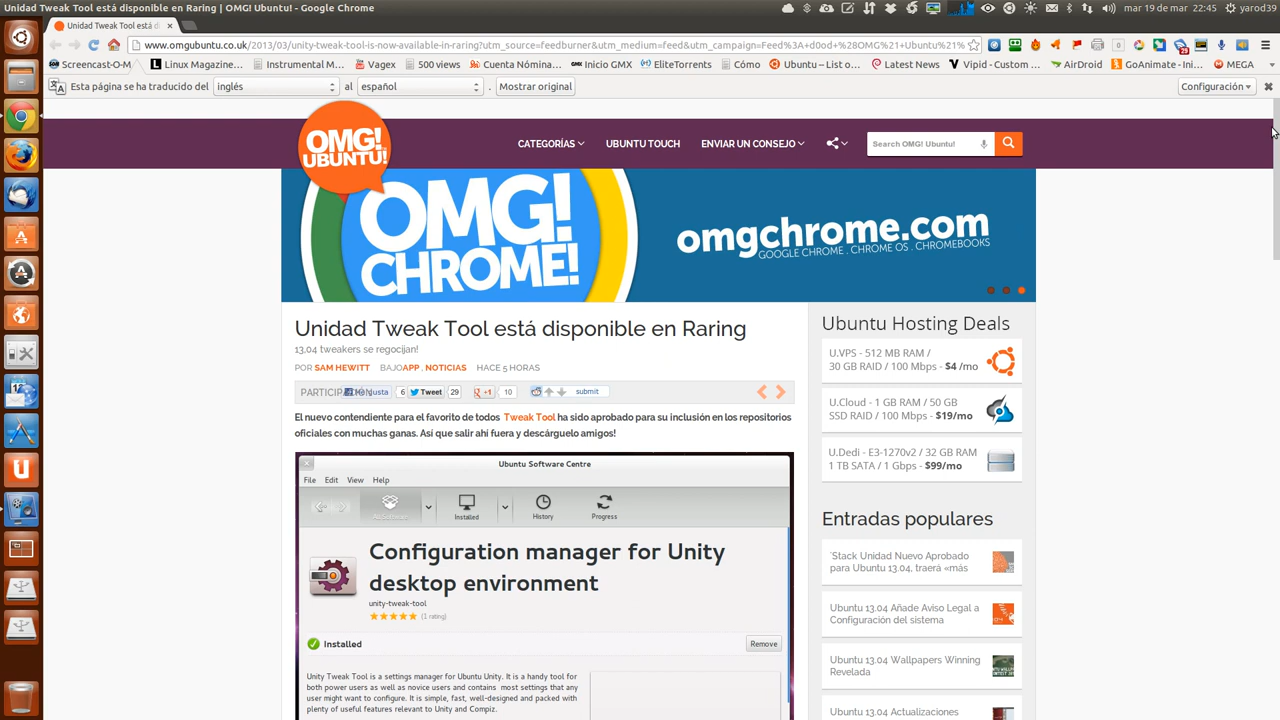 Unidad Tweak Tool está disponible en Raring | OMG! Ubuntu! - Google Chrome
mar 19 de mar 22:45 yarod39
Unidad Tweak Tool está d
www.omgubuntu.co.uk/2013/03/unity-tweak-tool-is-now-available-in-raring?utm_source=feedburner&utm_medium=feed&utm_campaign=Feed%3A+d0od+%28OMG+!+Ubuntu!%
Screencast-O-M Linux Magazine... Instrumental M... Vagex 500 views Cuenta Nómina... Inicio GMX EliteTorrents Cómo Ubuntu – List o... Latest News Vipid - Custom ... AirDroid GoAnimate - Ini... MEGA
Esta página se ha traducido del inglés al español . Mostrar original Configuración
OMG!
UBUNTU!
CATEGORÍAS UBUNTU TOUCH ENVIAR UN CONSEJO Search OMG! Ubuntu!
OMG!
CHROME!
omgchrome.com
GOOGLE CHROME . CHROME OS . CHROMEBOOKS
Unidad Tweak Tool está disponible en Raring
13.04 tweakers se regocijan!
POR SAM HEWITT BAJOAPP , NOTICIAS HACE 5 HORAS
6 Tweet 29 +1 10 submit
El nuevo contendiente para el favorito de todos Tweak Tool ha sido aprobado para su inclusión en los repositorios
oficiales con muchas ganas. Así que salir ahí fuera y descárguelo amigos!
Ubuntu Software Centre
File Edit View Help
All Software Installed History Progress
Configuration manager for Unity
desktop environment
unity-tweak-tool
(1 rating)
Installed Remove
Unity Tweak Tool is a settings manager for Ubuntu Unity. It is a handy tool for
both power users as well as novice users and contains most settings that any
user might want to configure. It is simple, fast, well-designed and packed with
plenty of useful features relevant to Unity and Compiz.
Ubuntu Hosting Deals
U.VPS - 512 MB RAM /
30 GB RAID / 100 Mbps - $4 /mo
U.Cloud - 1 GB RAM / 50 GB
SSD RAID / 100 Mbps - $19/mo
U.Dedi - E3-1270v2 / 32 GB RAM
1 TB SATA / 1 Gbps - $99/mo
Entradas populares
`Stack Unidad Nuevo Aprobado
para Ubuntu 13.04, traerá «más
Ubuntu 13.04 Añade Aviso Legal a
Configuración del sistema
Ubuntu 13.04 Wallpapers Winning
Revelada
Ubuntu 13.04 Actualizaciones